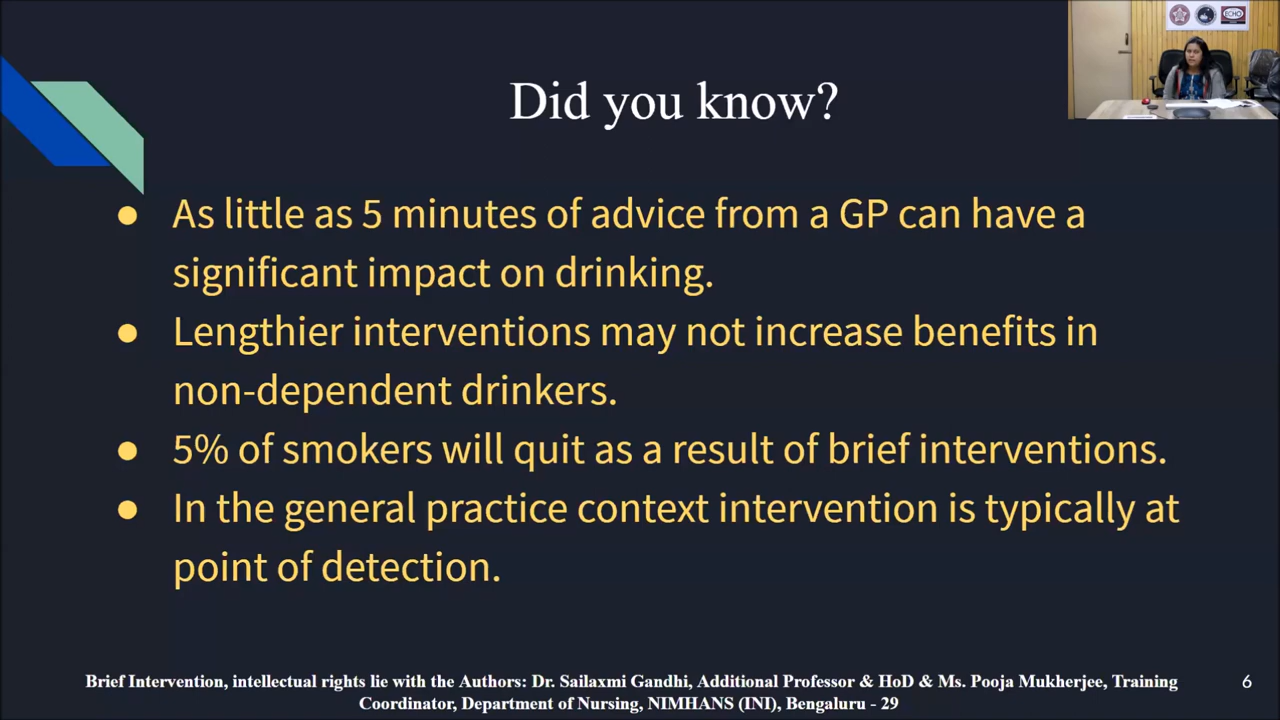 Did you know?
● As little as 5 minutes of advice from a GP can have a
significant impact on drinking.
● Lengthier interventions may not increase benefits in
non-dependent drinkers.
● 5% of smokers will quit as a result of brief interventions.
● In the general practice context intervention is typically at
point of detection.
Brief Intervention, intellectual rights lie with the Authors: Dr. Sailaxmi Gandhi, Additional Professor & HoD & Ms. Pooja Mukherjee, Training
Coordinator, Department of Nursing, NIMHANS (INI), Bengaluru - 29
6